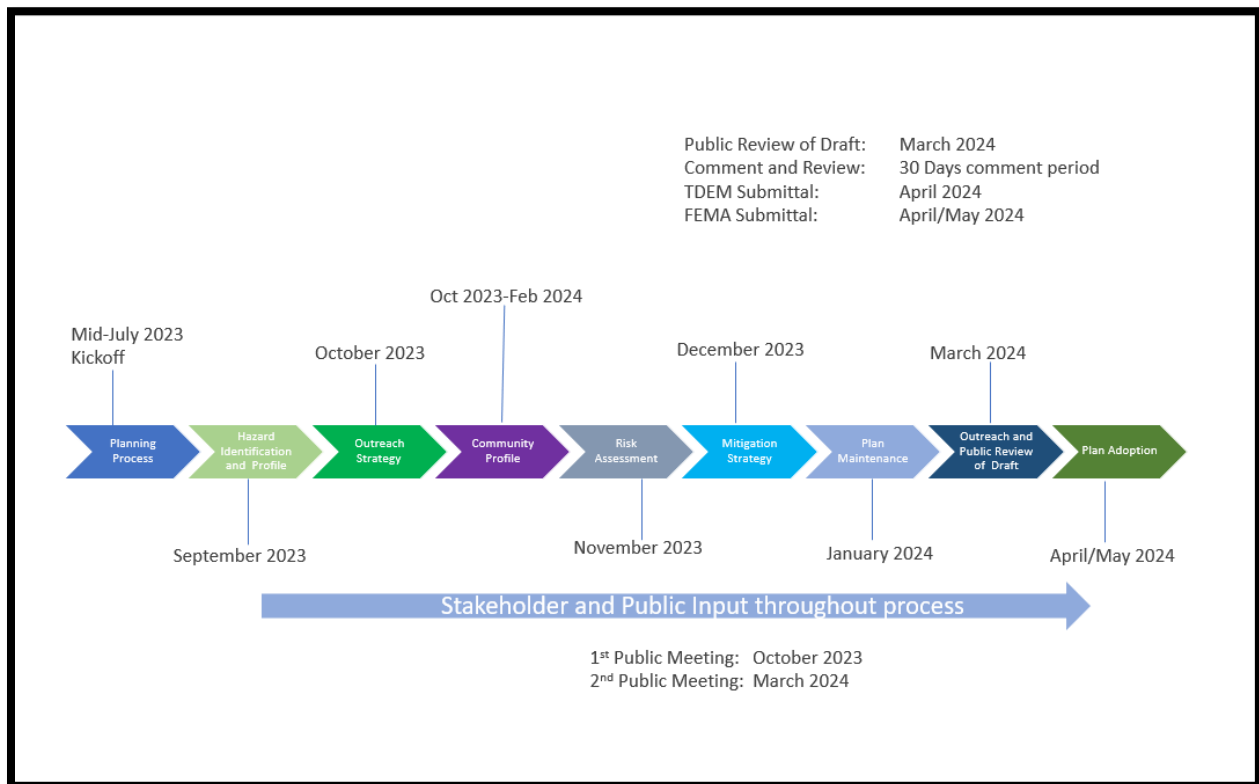 Public Review of Draft: March 2024
Comment and Review: 30 Days comment period
TDEM Submittal: April 2024
FEMA Submittal: April/May 2024
Oct 2023-Feb 2024
Mid-July 2023
Kickoff
October 2023
December 2023
March 2024
Planning
Process
Hazard
Identification
and Profile
Outreach
Strategy
Community
Profile
Risk
Assessment
Mitigation
Strategy
Plan
Maintenance
Outreach and
Public Review
of Draft
Plan Adoption
September 2023
November 2023
January 2024
April/May 2024
Stakeholder and Public Input throughout process
1st Public Meeting: October 2023
2nd Public Meeting: March 2024